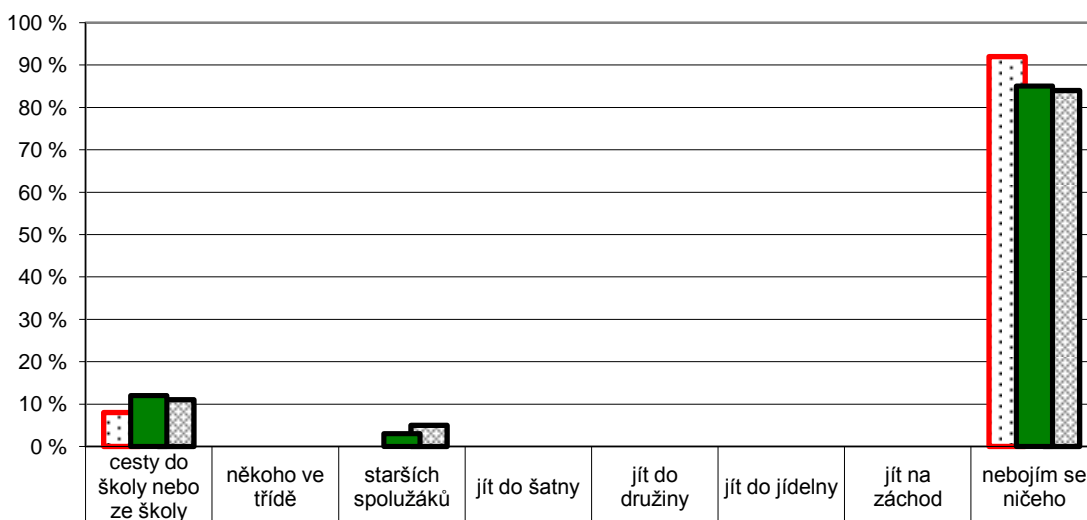 100 %
90 %
80 %
70 %
60 %
50 %
40 %
30 %
20 %
10 %
0 %
cesty do
školy nebo
ze školy
někoho ve
třídě
starších
spolužáků
jít do šatny
jít do
družiny
jít do jídelny
jít na
záchod
nebojím se
ničeho